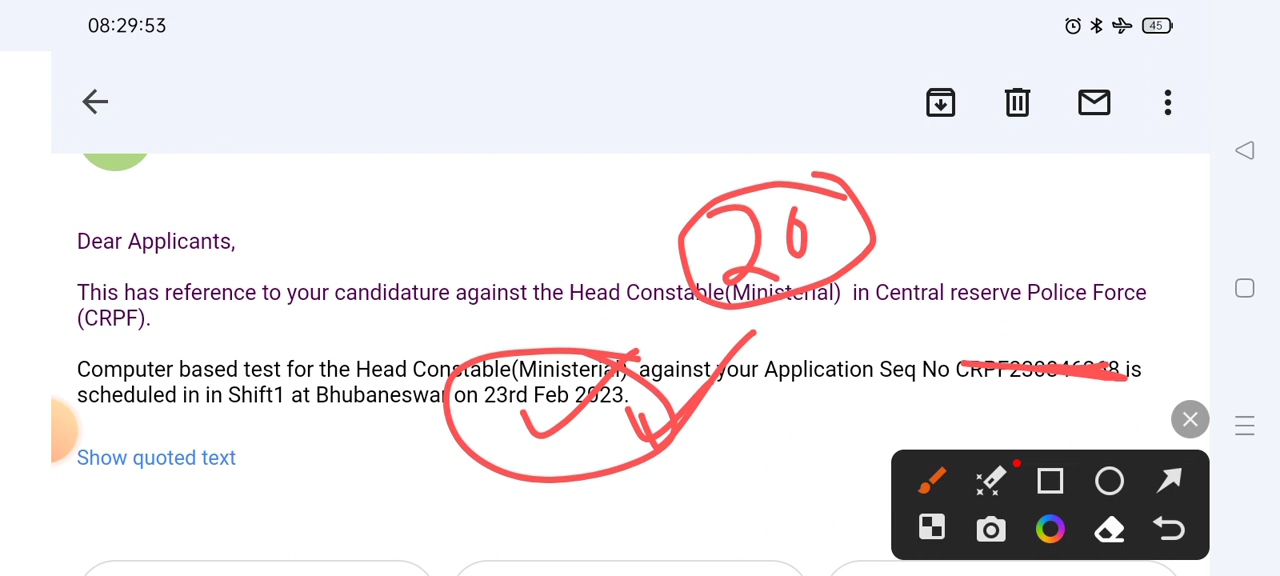 08:29:53
45
Dear Applicants,
20
This has reference to your candidature against the Head Constable(Ministerial) in Central reserve Police Force
(CRPF).
Computer based test for the Head Constable(Ministerial) against your Application Seq No is
scheduled in in Shift1 at Bhubaneswar on 23rd Feb 2023.
Show quoted text